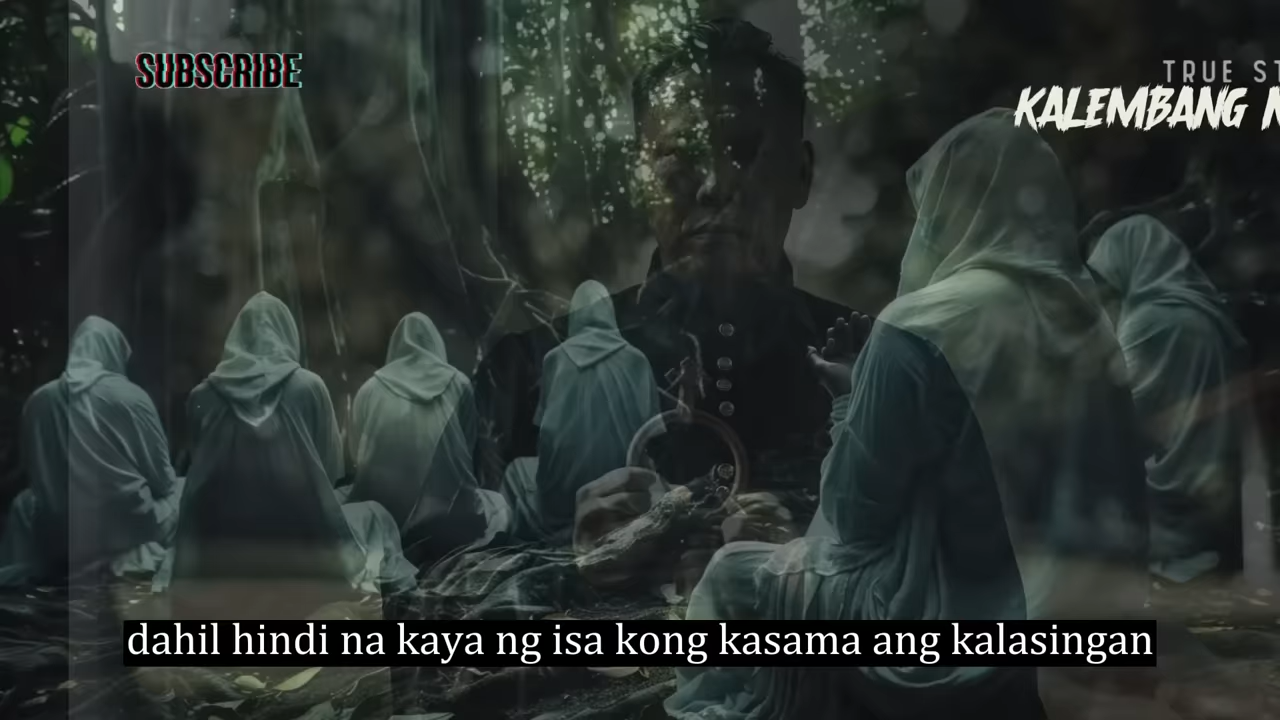 SUBSCRIBE
TRUE ST
KALEMBANG
dahil hindi na kaya ng isa kong kasama ang kalasingan